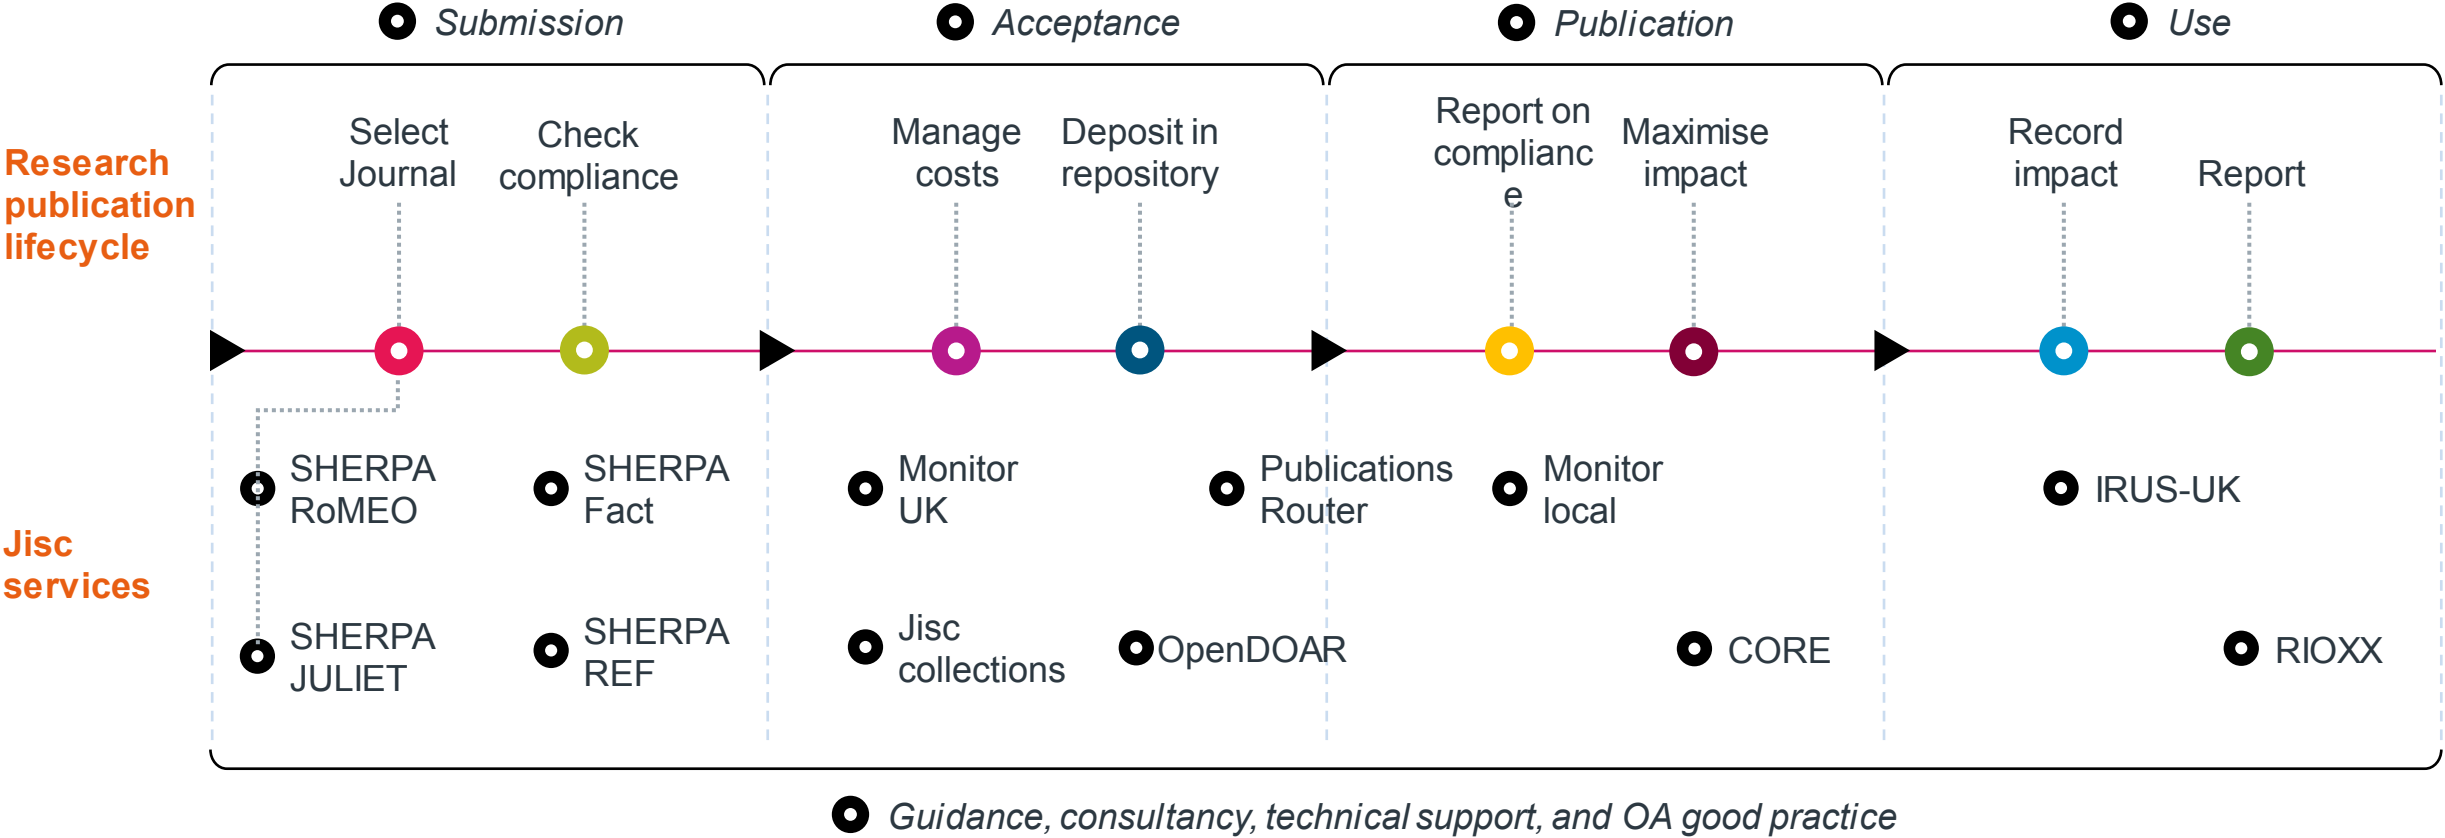 Submission
Acceptance
Publication
Use
Research
publication
lifecycle
Select
Journal
Check
compliance
Manage
costs
Deposit in
repository
Report on
complianc
e
Maximise
impact
Record
impact
Report
Jisc
services
SHERPA
RoMEO
SHERPA
Fact
Monitor
UK
Publications
Router
Monitor
local
IRUS-UK
SHERPA
JULIET
SHERPA
REF
Jisc
collections
OpenDOAR
CORE
RIOXX
Guidance, consultancy, technical support, and OA good practice